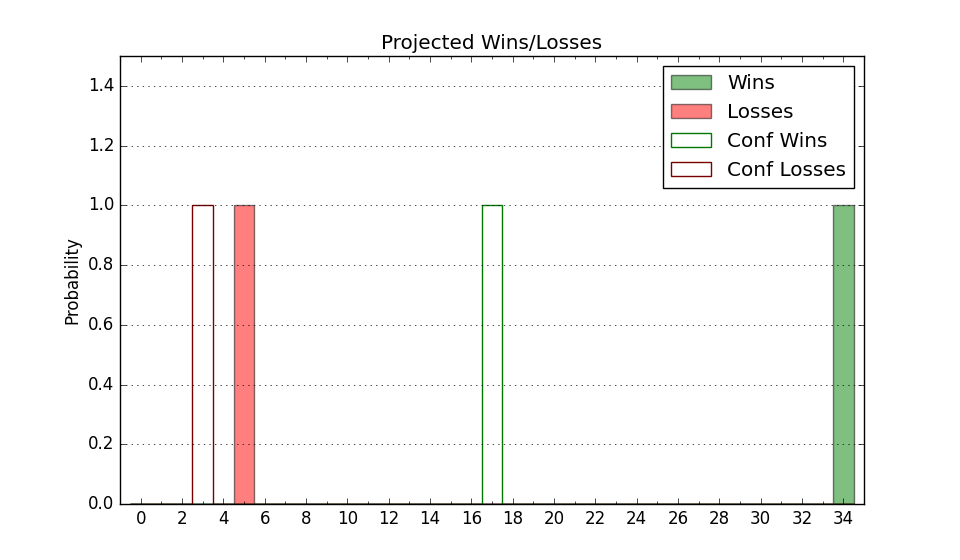 Projected Wins/Losses
1.4
1.2
1.0
0.8
0.6
0.4
0.2
0.0
Probability
Wins
Losses
Conf Wins
Conf Losses
0 2 4 6 8 10 12 14 16 18 20 22 24 26 28 30 32 34